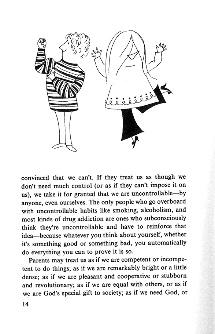 convinced that we can't. If they treat us as though we
don't need much control (or as if they can't impose it on
us), we take it for granted that we are uncontrollable—by
anyone, even ourselves. The only people who go overboard
with uncontrollable habits like smoking, alcoholism, and
most kinds of drug addiction are ones who subconsciously
think they're uncontrollable and have to reinforce that
idea—because whatever you think about yourself, whether
it's something good or something bad, you automatically
do everything you can to prove it is so.
Parents may treat us as if we are competent or incompe-
tent to do things; as if we are remarkably bright or a little
dense; as if we are pleasant and cooperative or stubborn
and revolutionary; as if we are equal with others, or as if
we are God's special gift to society; as if we need God, or
14